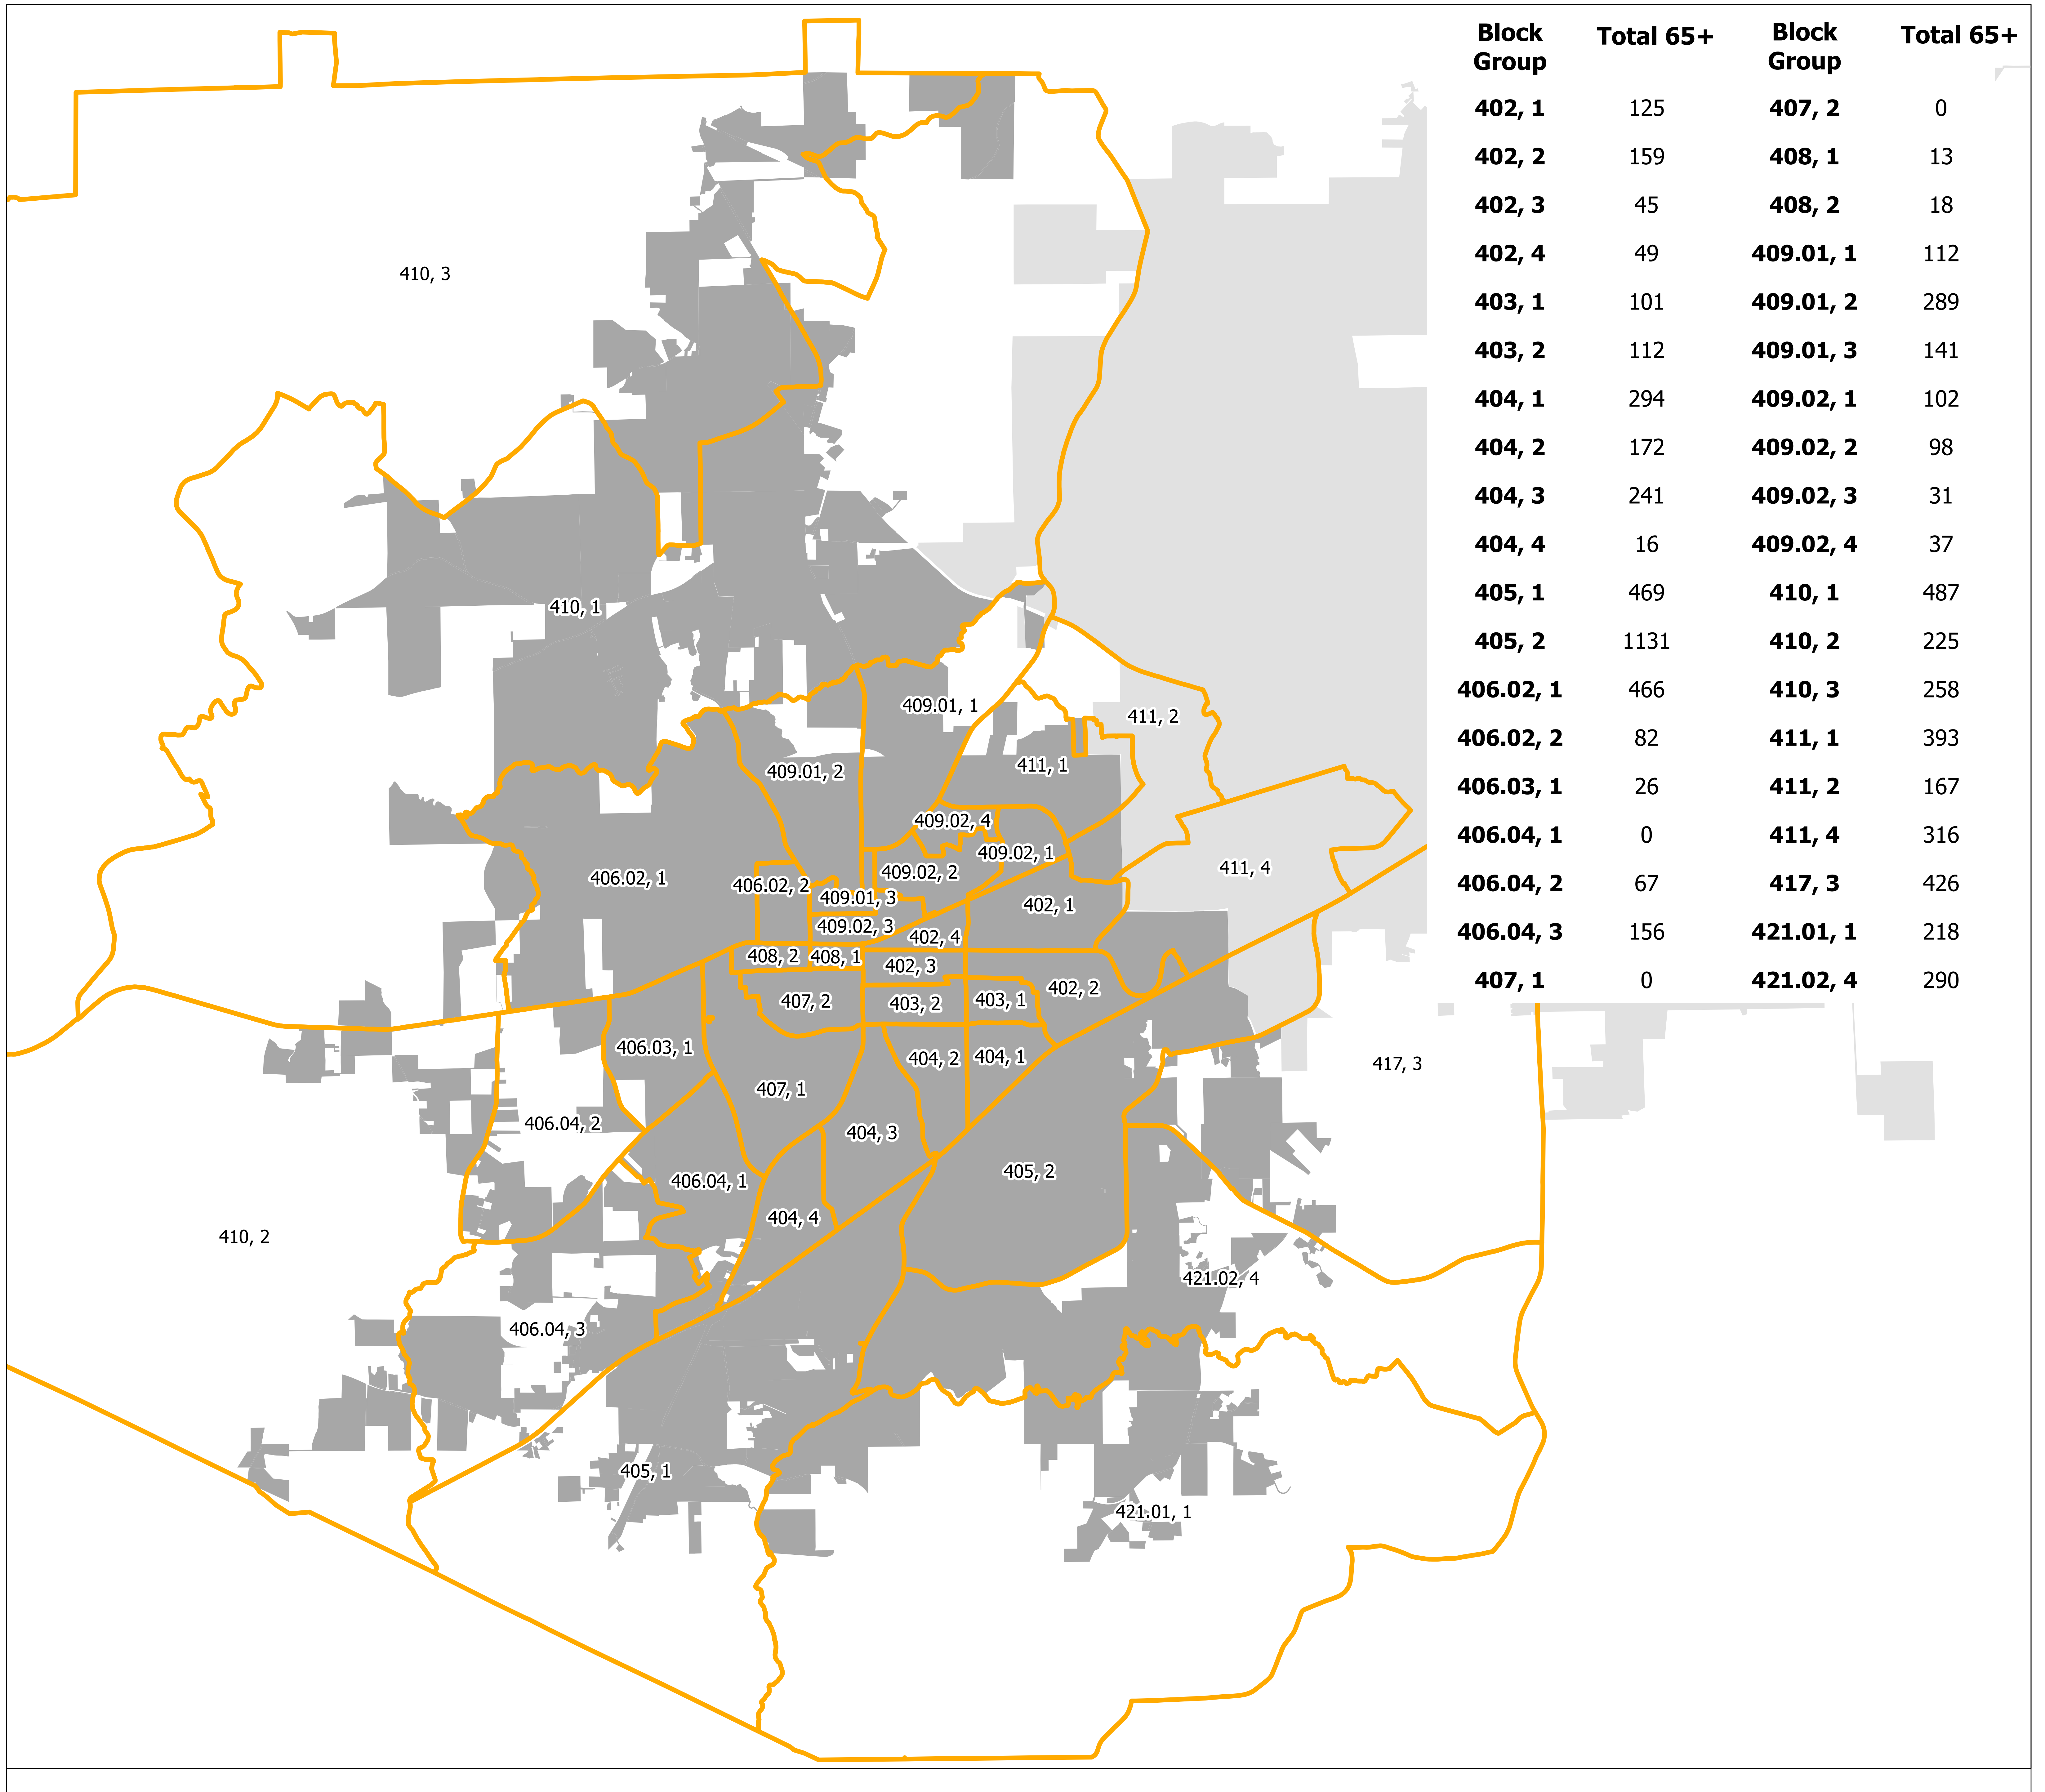 Block Group Total 65+ Block Group Total 65+
402, 1 125 407, 2 0
402, 2 159 408, 1 13
402, 3 45 408, 2 18
402, 4 49 409.01, 1 112
403, 1 101 409.01, 2 289
403, 2 112 409.01, 3 141
404, 1 294 409.02, 1 102
404, 2 172 409.02, 2 98
404, 3 241 409.02, 3 31
404, 4 16 409.02, 4 37
405, 1 469 410, 1 487
405, 2 1131 410, 2 225
406.02, 1 466 410, 3 258
406.02, 2 82 411, 1 393
406.03, 1 26 411, 2 167
406.04, 1 0 411, 4 316
406.04, 2 67 417, 3 426
406.04, 3 156 421.01, 1 218
407, 1 0 421.02, 4 290
410, 3
410, 1
409.01, 1
411, 2
409.01, 2
411, 1
409.02, 4
409.02, 1
411, 4
409.02, 2
406.02, 1
406.02, 2
409.01, 3
402, 1
409.02, 3
402, 4
408, 2
408, 1
402, 3
402, 2
407, 2
403, 2
403, 1
406.03, 1
404, 2
404, 1
417, 3
407, 1
406.04, 2
404, 3
405, 2
406.04, 1
404, 4
410, 2
421.02, 4
406.04, 3
405, 1
421.01, 1